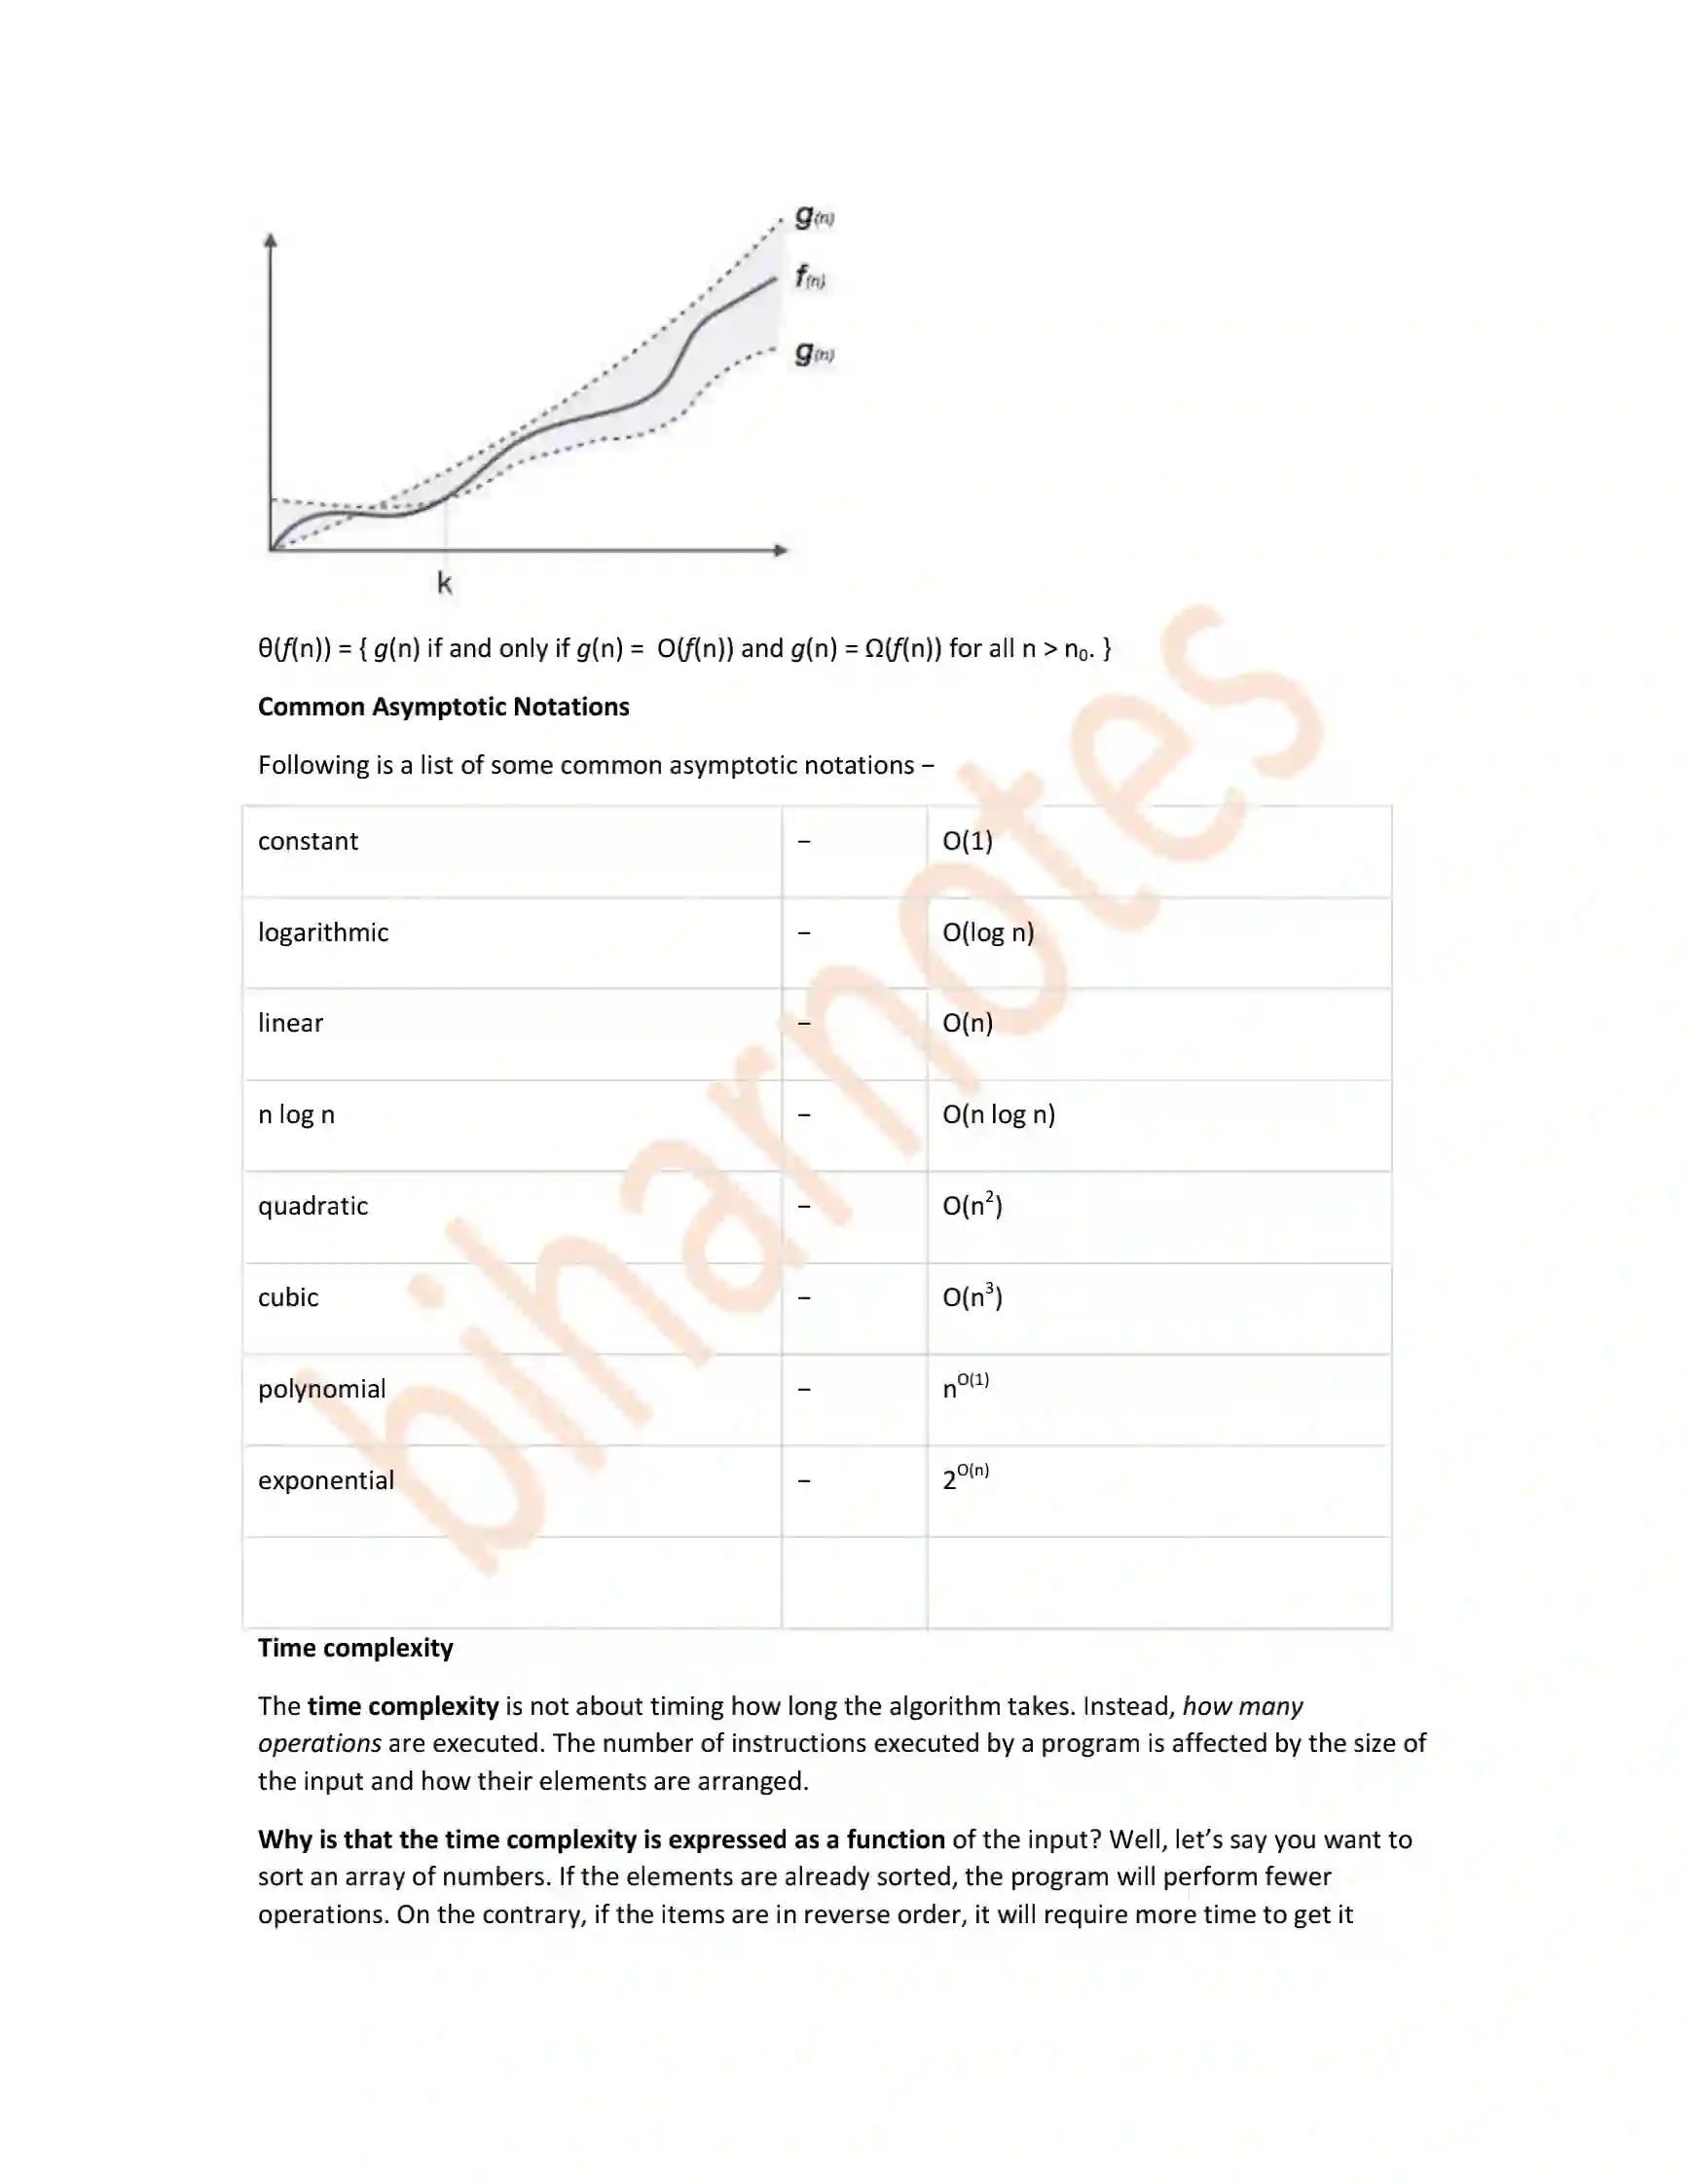 g(n)
f(n)
g(n)
k
θ(f(n)) = { g(n) if and only if g(n) =  O(f(n)) and g(n) = Ω(f(n)) for all n > n₀. }
Common Asymptotic Notations
Following is a list of some common asymptotic notations −
constant − O(1)
logarithmic − O(log n)
linear − O(n)
n log n − O(n log n)
quadratic − O(n²)
cubic − O(n³)
polynomial − n^O(1)
exponential − 2^O(n)
biharnotes
Time complexity
The time complexity is not about timing how long the algorithm takes. Instead, how many
operations are executed. The number of instructions executed by a program is affected by the size of
the input and how their elements are arranged.
Why is that the time complexity is expressed as a function of the input? Well, let’s say you want to
sort an array of numbers. If the elements are already sorted, the program will perform fewer
operations. On the contrary, if the items are in reverse order, it will require more time to get it